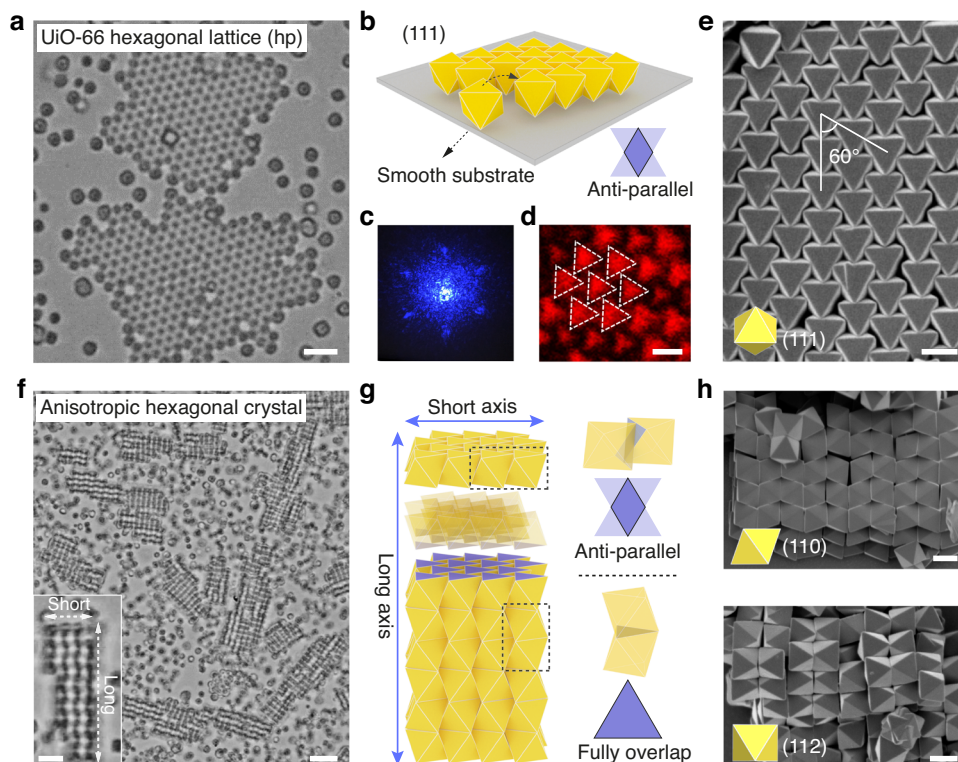 a
UiO-66 hexagonal lattice (hp)
b
(111)
Smooth substrate
Anti-parallel
c
d
e
60°
(111)
f
Anisotropic hexagonal crystal
Short
Long
g
Short axis
Long axis
Anti-parallel
Fully overlap
h
(110)
(112)